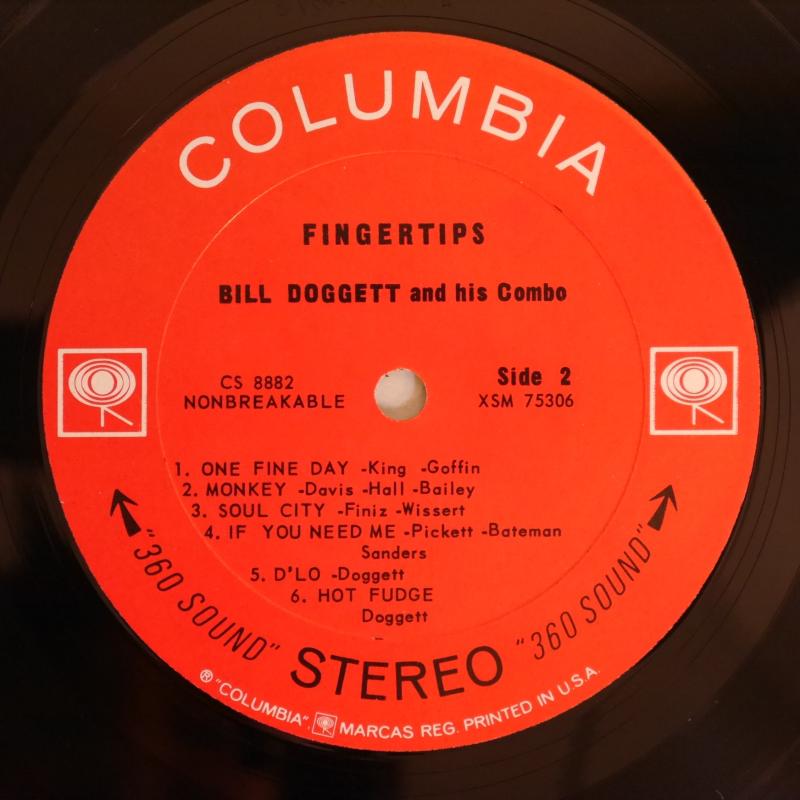 COLUMBIA
FINGERTIPS
BILL DOGGETT and his Combo
CS 8882
NONBREAKABLE
Side 2
XSM 75306
1. ONE FINE DAY -King -Goffin
2. MONKEY -Davis -Hall -Bailey
3. SOUL CITY -Finiz -Wissert
4. IF YOU NEED ME -Pickett -Bateman
Sanders
5. D'LO -Doggett
6. HOT FUDGE
Doggett
"360 SOUND" STEREO "360 SOUND"
® "COLUMBIA", MARCAS REG. PRINTED IN U.S.A.